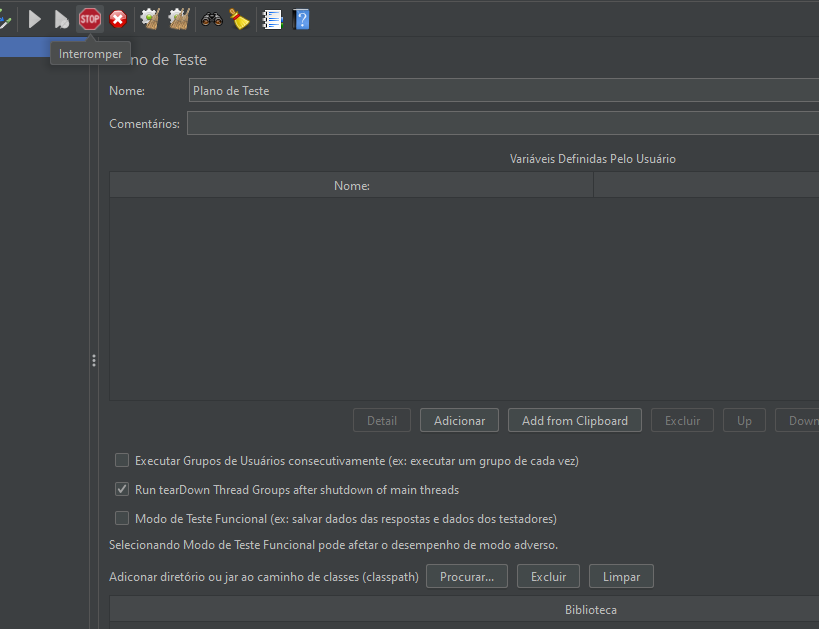 STOP
Interromper
no de Teste
Nome:
Plano de Teste
Comentários:
Variáveis Definidas Pelo Usuário
Nome:
Detail
Adicionar
Add from Clipboard
Excluir
Up
Down
Executar Grupos de Usuários consecutivamente (ex: executar um grupo de cada vez)
Run tearDown Thread Groups after shutdown of main threads
Modo de Teste Funcional (ex: salvar dados das respostas e dados dos testadores)
Selecionando Modo de Teste Funcional pode afetar o desempenho de modo adverso.
Adiconar diretório ou jar ao caminho de classes (classpath)
Procurar...
Excluir
Limpar
Biblioteca